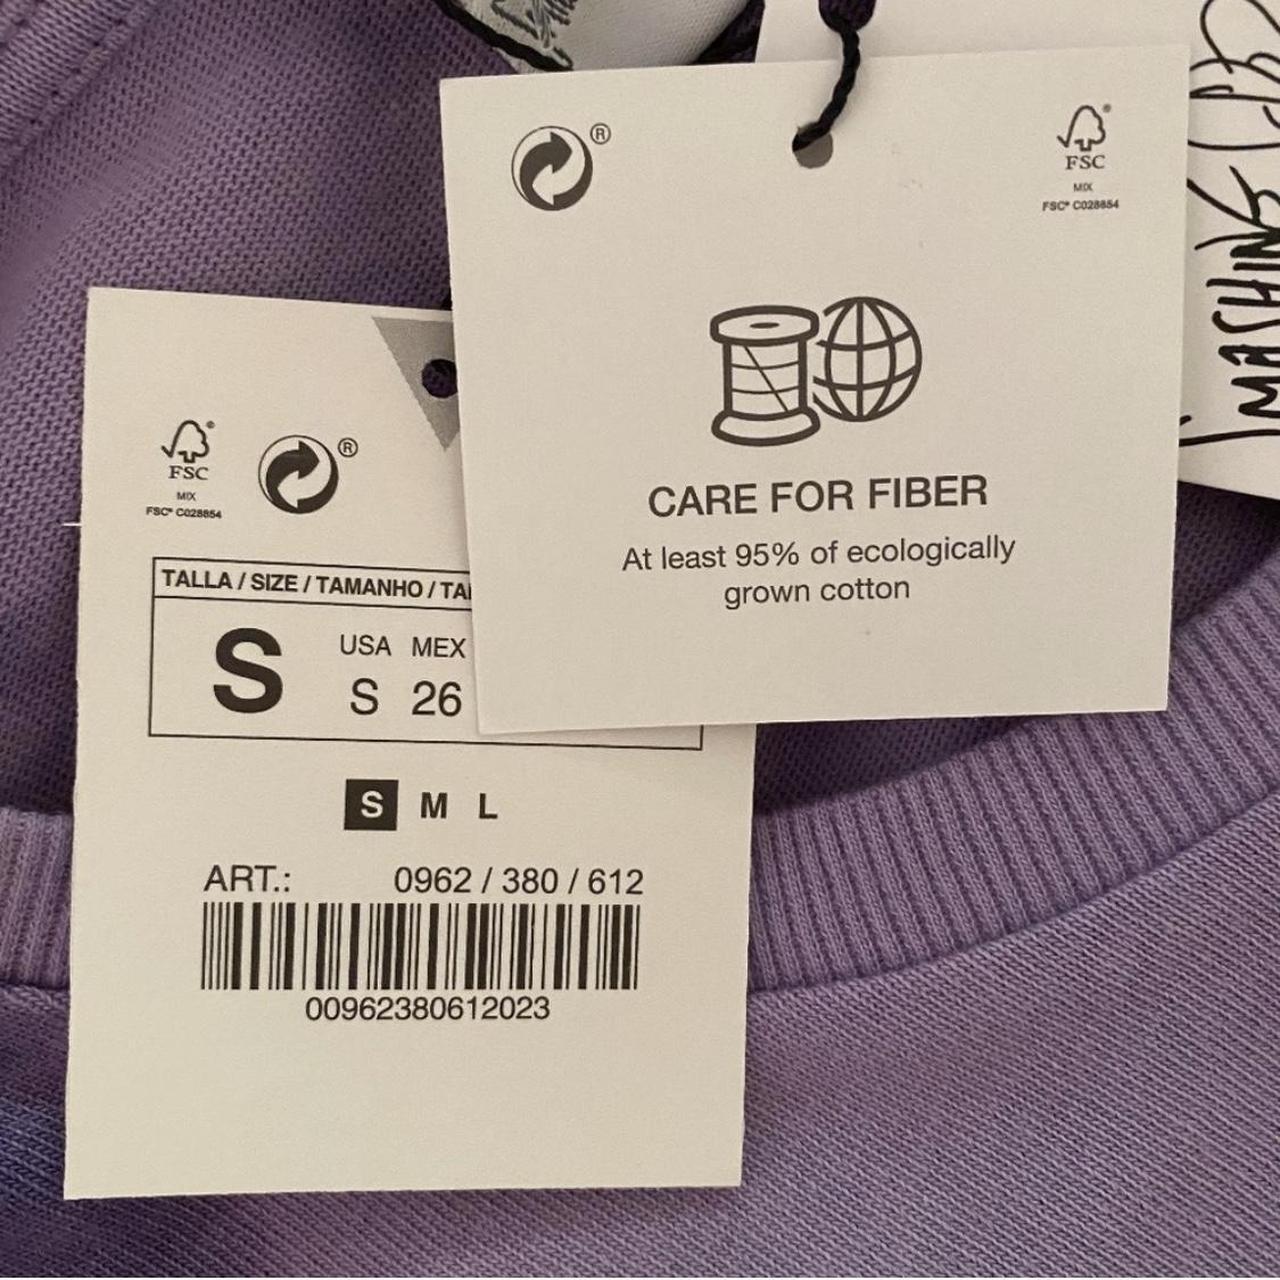 ®
FSC
®
MIX
FSC® C028854
CARE FOR FIBER
At least 95% of ecologically
grown cotton
FSC
®
MIX
FSC® C028854
®
TALLA / SIZE / TAMANHO /
S
USA MEX
S 26
S M L
ART.: 0962 / 380 / 612
00962380612023
SMASHING